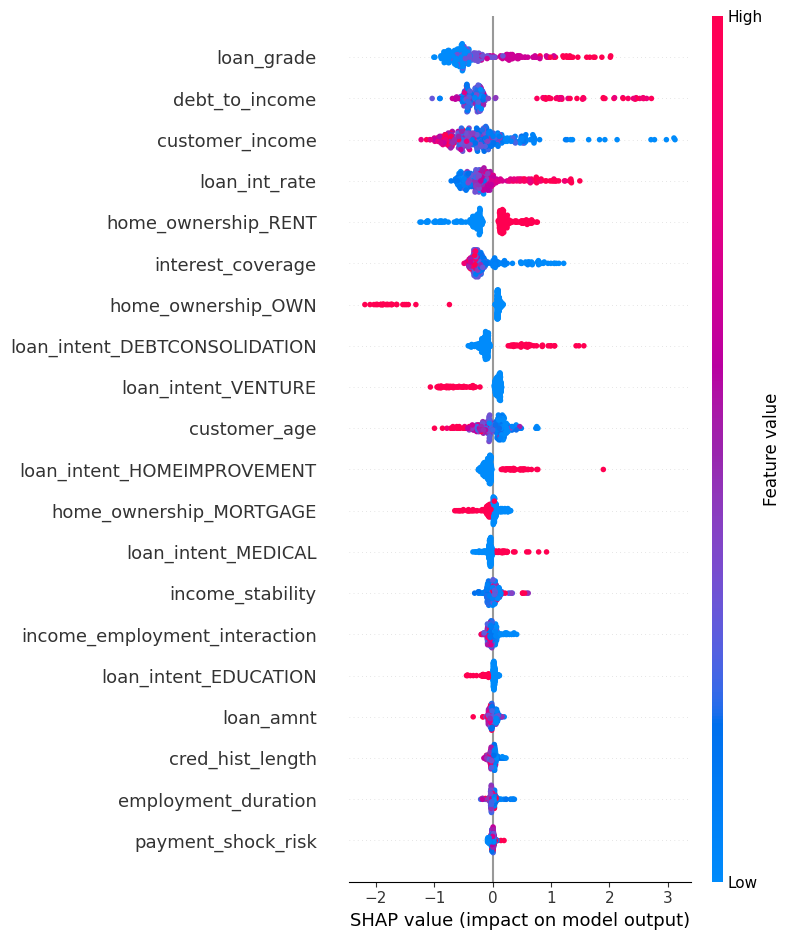 High
loan_grade
debt_to_income
customer_income
loan_int_rate
home_ownership_RENT
interest_coverage
home_ownership_OWN
loan_intent_DEBTCONSOLIDATION
loan_intent_VENTURE
customer_age
loan_intent_HOMEIMPROVEMENT
home_ownership_MORTGAGE
loan_intent_MEDICAL
income_stability
income_employment_interaction
loan_intent_EDUCATION
loan_amnt
cred_hist_length
employment_duration
payment_shock_risk
Feature value
Low
−2 −1 0 1 2 3
SHAP value (impact on model output)